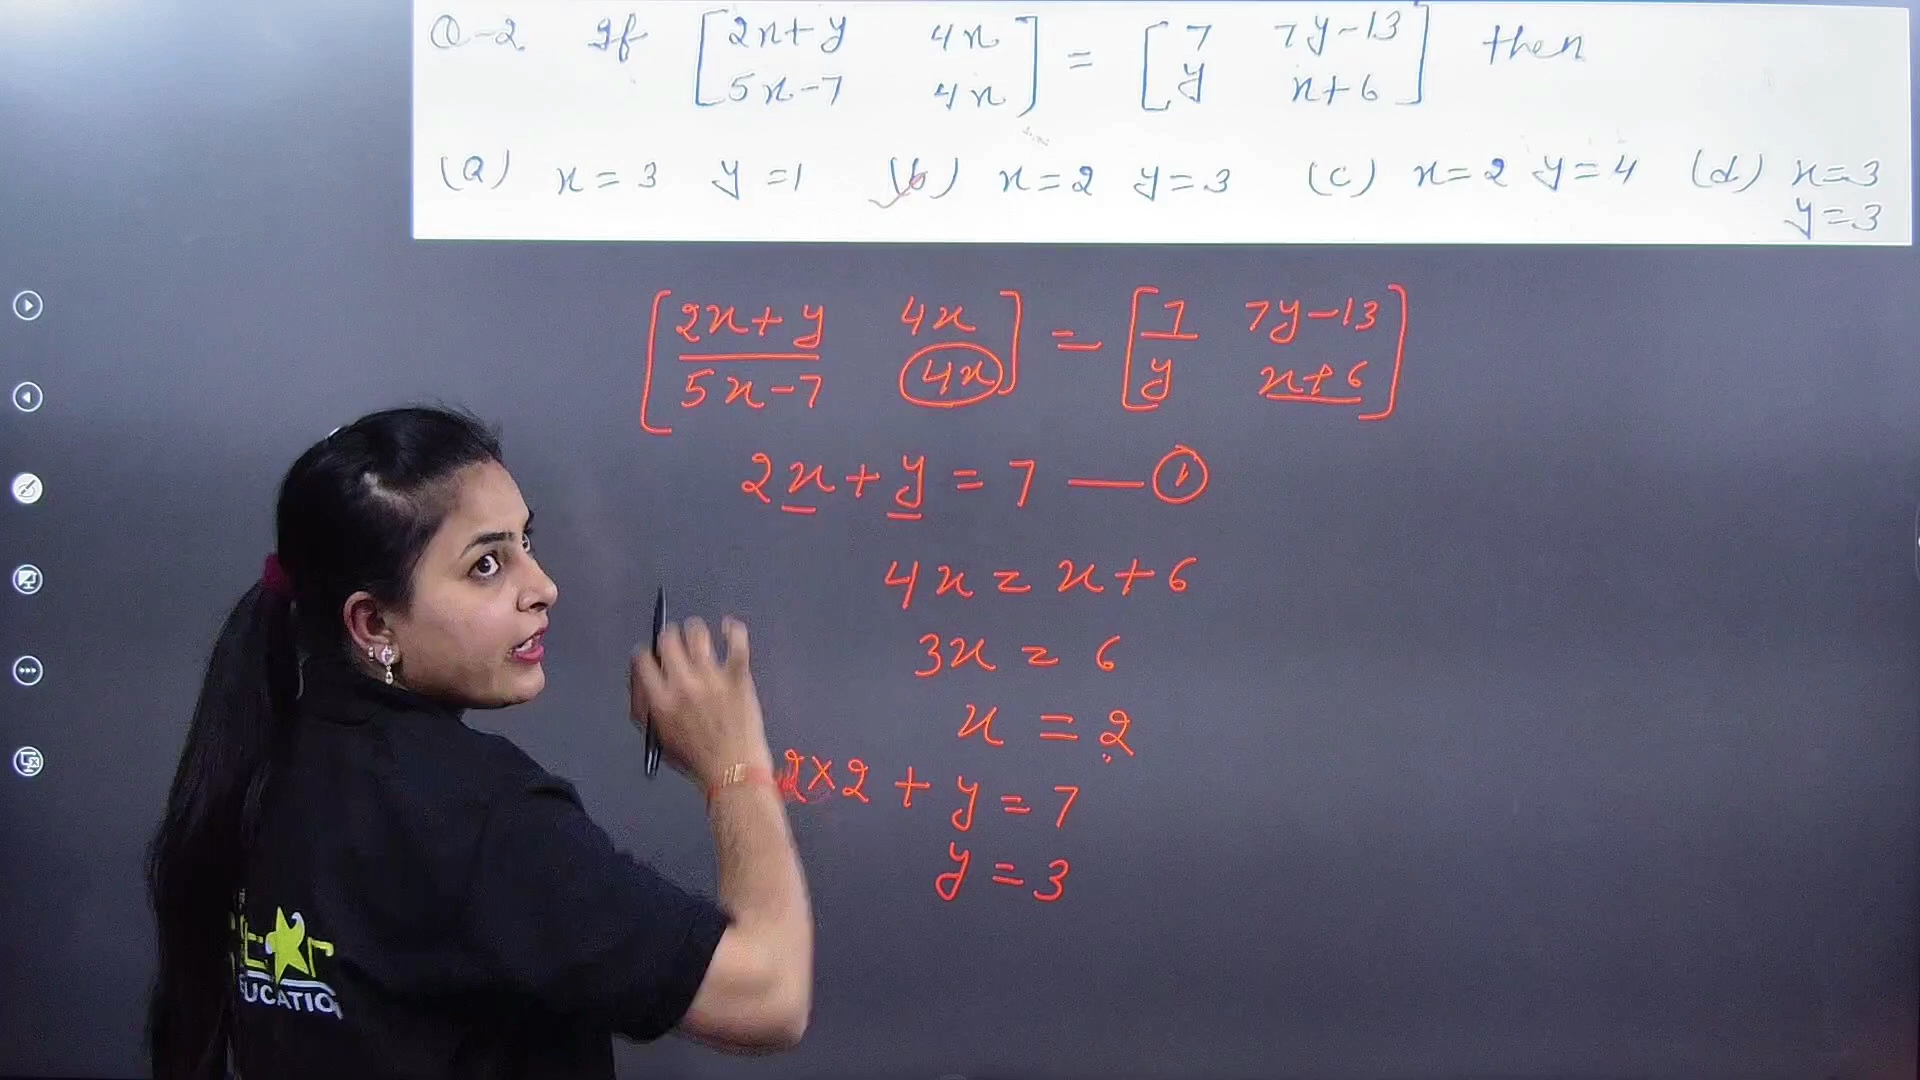 Q-2 If [2x+y 4x] = [7 7y-13] then
[5x-7 4x] [y x+6]
(a) x=3 y=1 (b) x=2 y=3 (c) x=2 y=4 (d) x=3
y=3
[2x+y 4x] = [7 7y-13]
[5x-7 4x] [y x+6]
2x+y=7 — ①
4x=x+6
3x=6
x=2
2×2+y=7
y=3